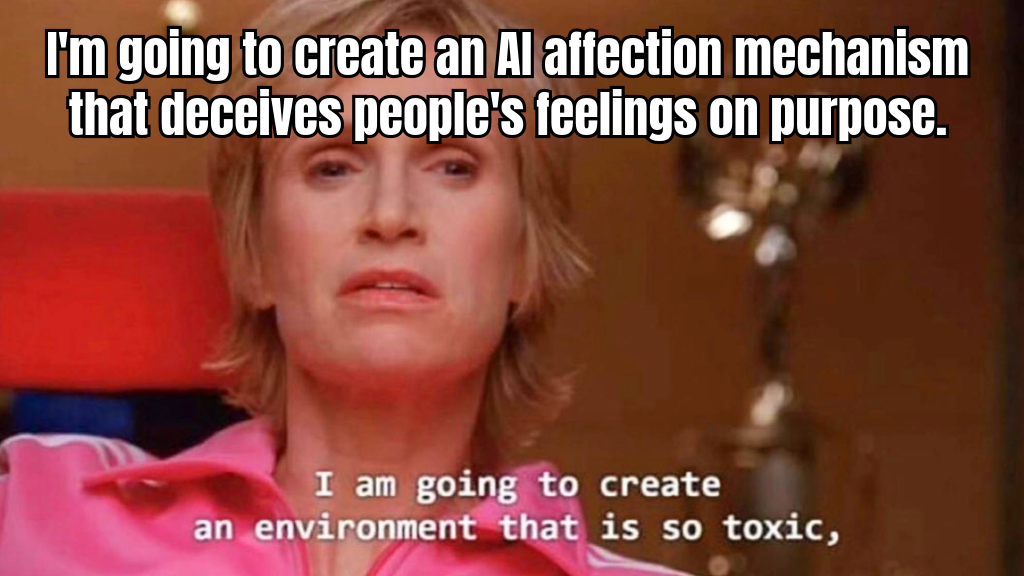 I'm going to create an AI affection mechanism
that deceives people's feelings on purpose.
I am going to create
an environment that is so toxic,